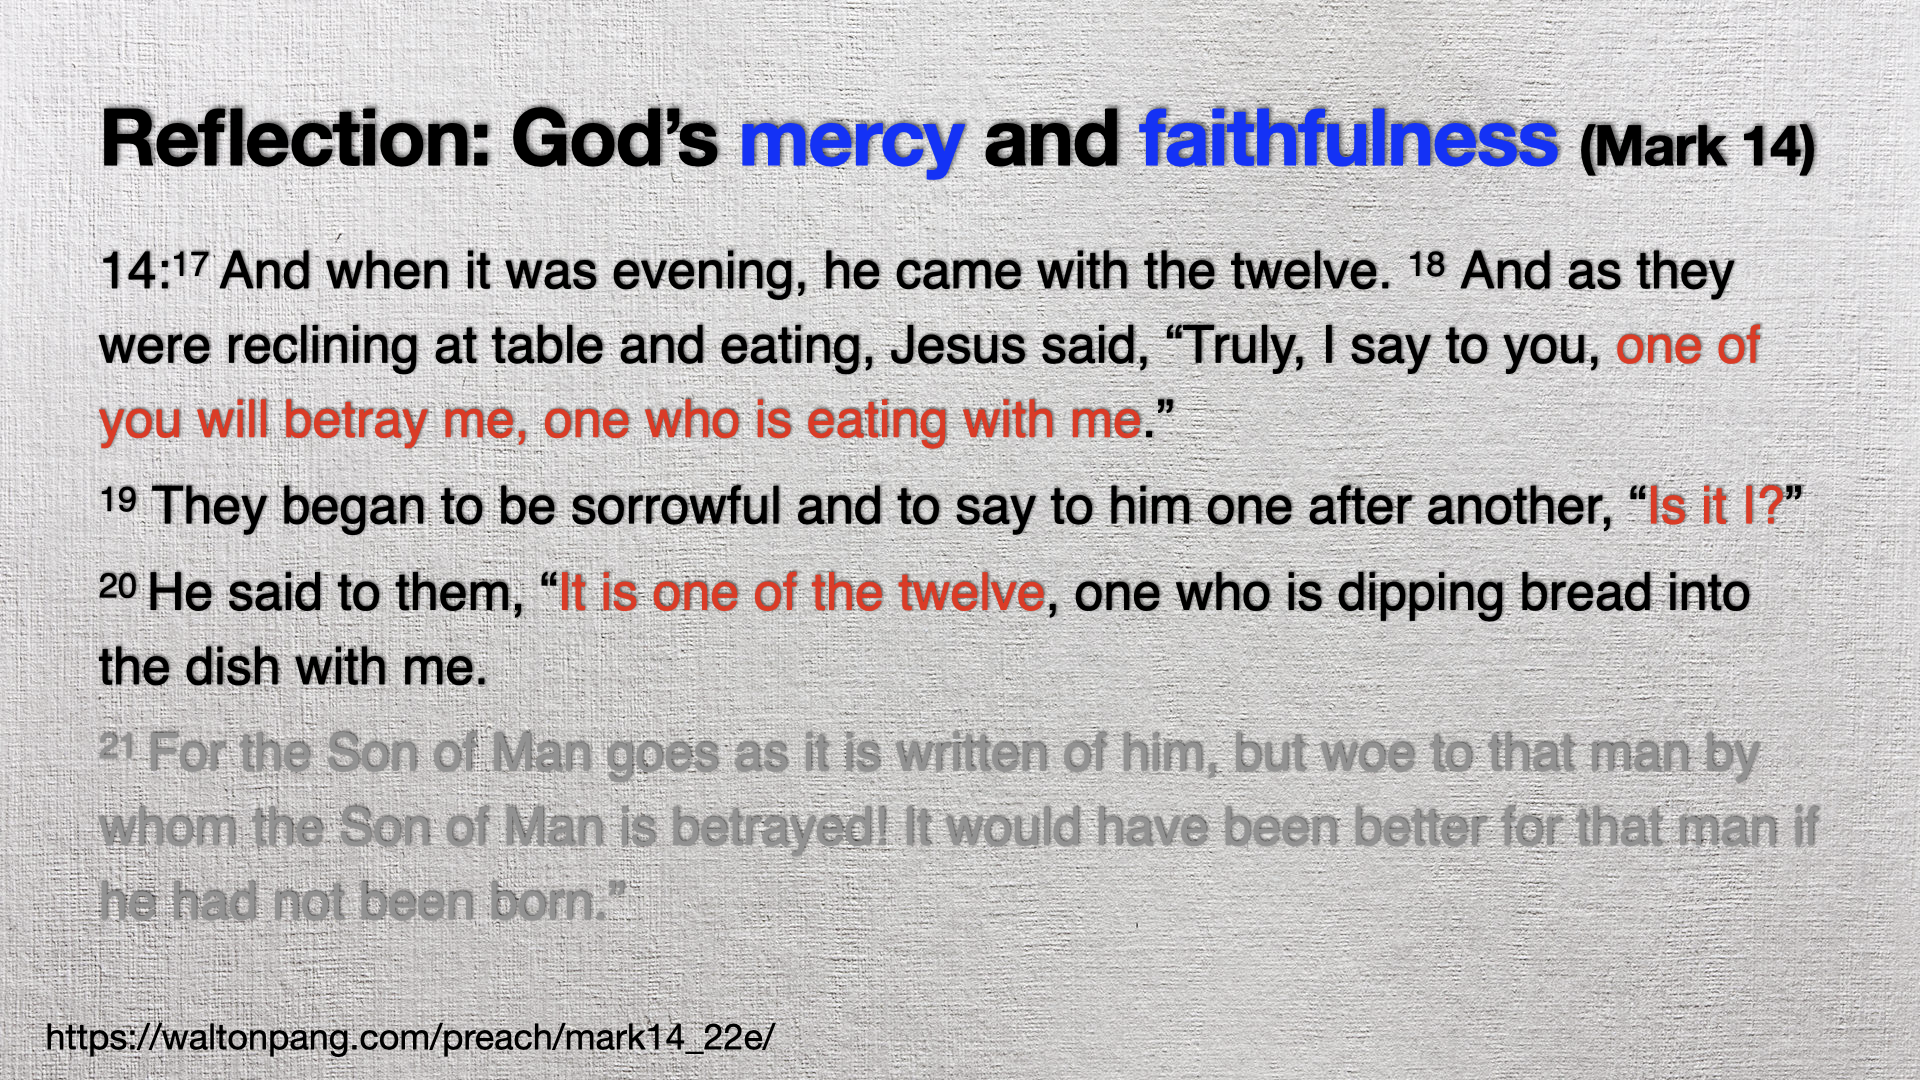 Reflection: God’s mercy and faithfulness (Mark 14)
14:¹⁷ And when it was evening, he came with the twelve. ¹⁸ And as they
were reclining at table and eating, Jesus said, “Truly, I say to you, one of
you will betray me, one who is eating with me.”
¹⁹ They began to be sorrowful and to say to him one after another, “Is it I?”
²⁰ He said to them, “It is one of the twelve, one who is dipping bread into
the dish with me.
²¹ For the Son of Man goes as it is written of him, but woe to that man by
whom the Son of Man is betrayed! It would have been better for that man if
he had not been born.”
https://waltonpang.com/preach/mark14_22e/